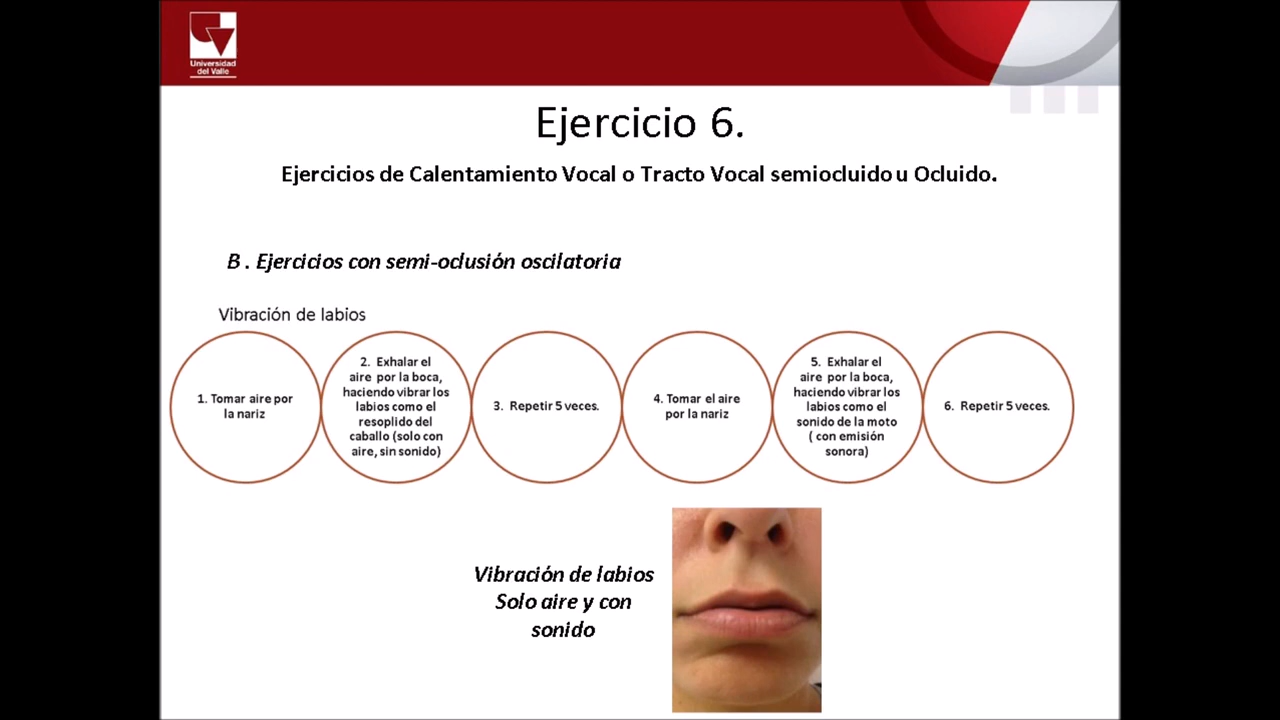 Universidad
del Valle
Ejercicio 6.
Ejercicios de Calentamiento Vocal o Tracto Vocal semiocluido u Ocluido.
B . Ejercicios con semi-oclusión oscilatoria
Vibración de labios
1. Tomar aire por
la nariz
2. Exhalar el
aire por la boca,
haciendo vibrar los
labios como el
resoplido del
caballo (solo con
aire, sin sonido)
3. Repetir 5 veces.
4. Tomar el aire
por la nariz
5. Exhalar el
aire por la boca,
haciendo vibrar los
labios como el
sonido de la moto
( con emisión
sonora)
6. Repetir 5 veces.
Vibración de labios
Solo aire y con
sonido